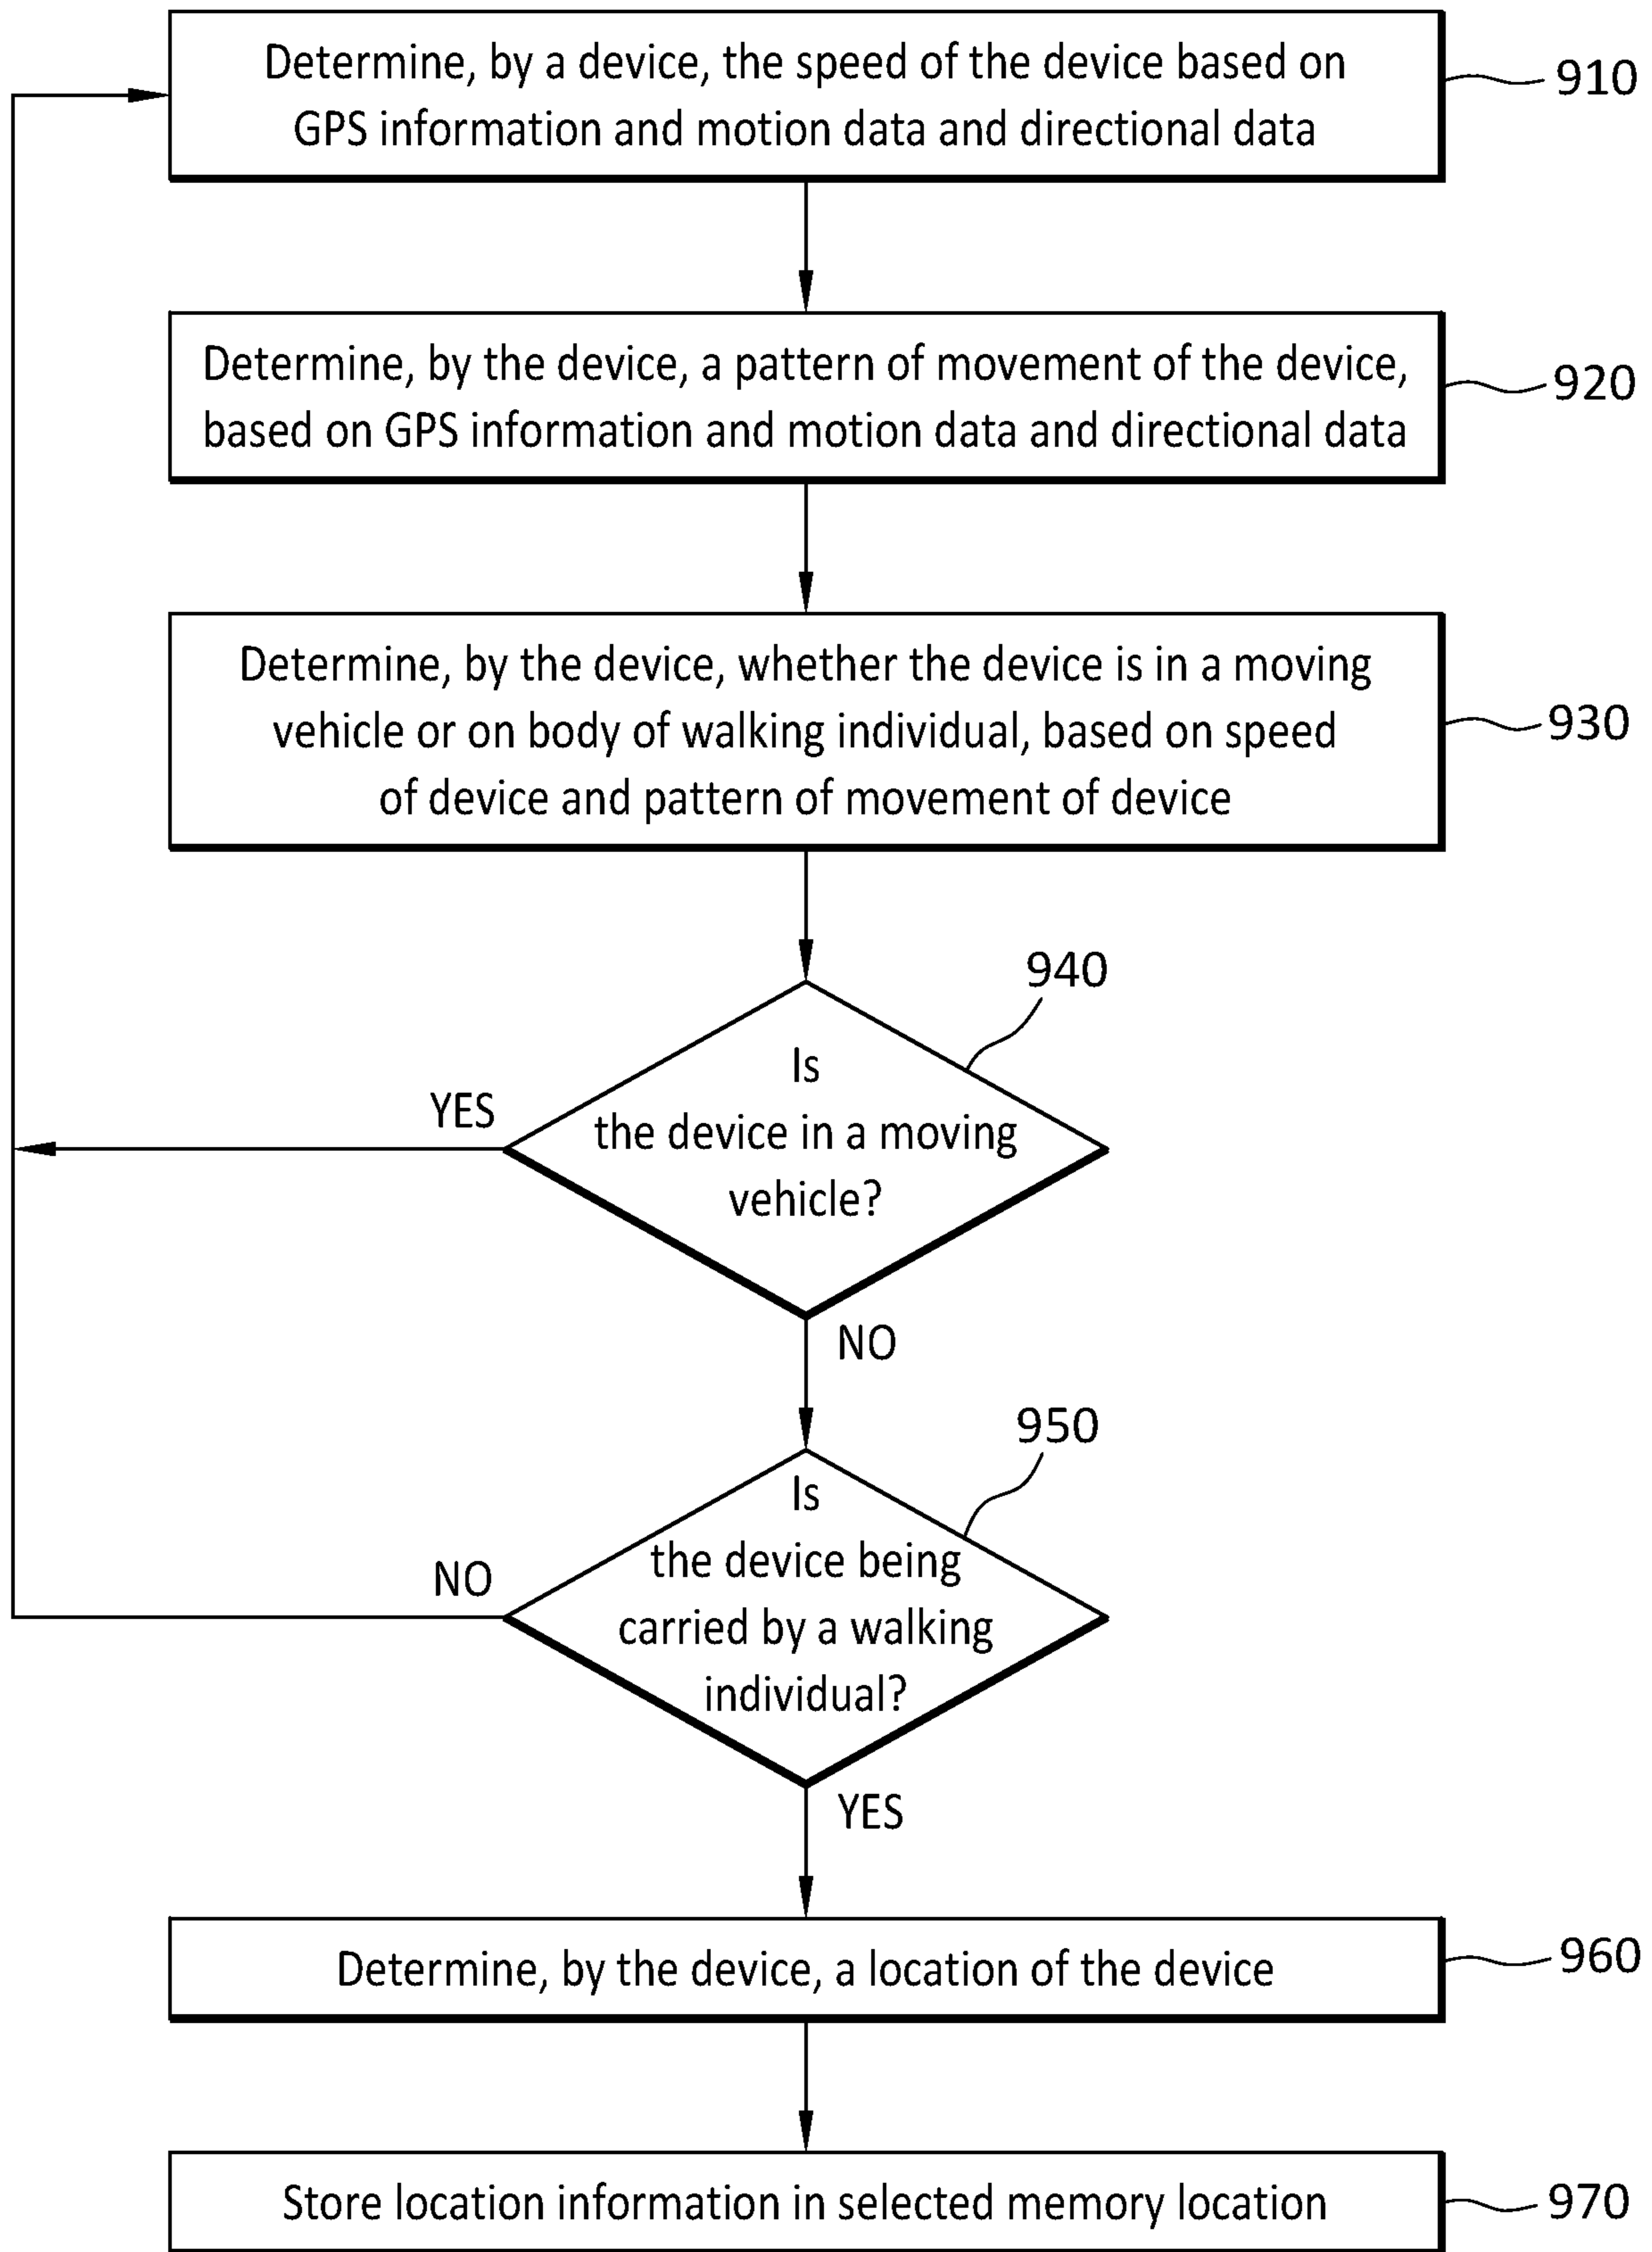 Determine, by a device, the speed of the device based on
GPS information and motion data and directional data
910
Determine, by the device, a pattern of movement of the device,
based on GPS information and motion data and directional data
920
Determine, by the device, whether the device is in a moving
vehicle or on body of walking individual, based on speed
of device and pattern of movement of device
930
940
Is
the device in a moving
vehicle?
YES
NO
950
Is
the device being
carried by a walking
individual?
NO
YES
Determine, by the device, a location of the device
960
Store location information in selected memory location
970